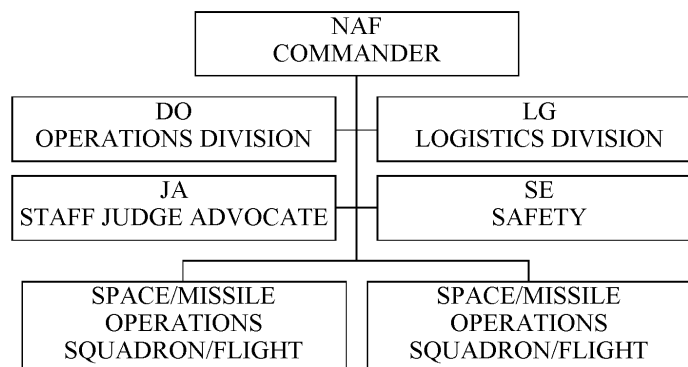 NAF
COMMANDER
DO
OPERATIONS DIVISION
LG
LOGISTICS DIVISION
JA
STAFF JUDGE ADVOCATE
SE
SAFETY
SPACE/MISSILE
OPERATIONS
SQUADRON/FLIGHT
SPACE/MISSILE
OPERATIONS
SQUADRON/FLIGHT